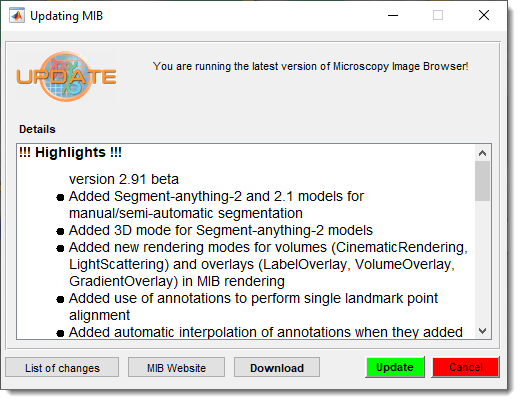 Updating MIB
UPDATE
You are running the latest version of Microscopy Image Browser!
Details
!!! Highlights !!!
version 2.91 beta
Added Segment-anything-2 and 2.1 models for
manual/semi-automatic segmentation
Added 3D mode for Segment-anything-2 models
Added new rendering modes for volumes (CinematicRendering,
LightScattering) and overlays (LabelOverlay, VolumeOverlay,
GradientOverlay) in MIB rendering
Added use of annotations to perform single landmark point
alignment
Added automatic interpolation of annotations when they added
List of changes
MIB Website
Download
Update
Cancel